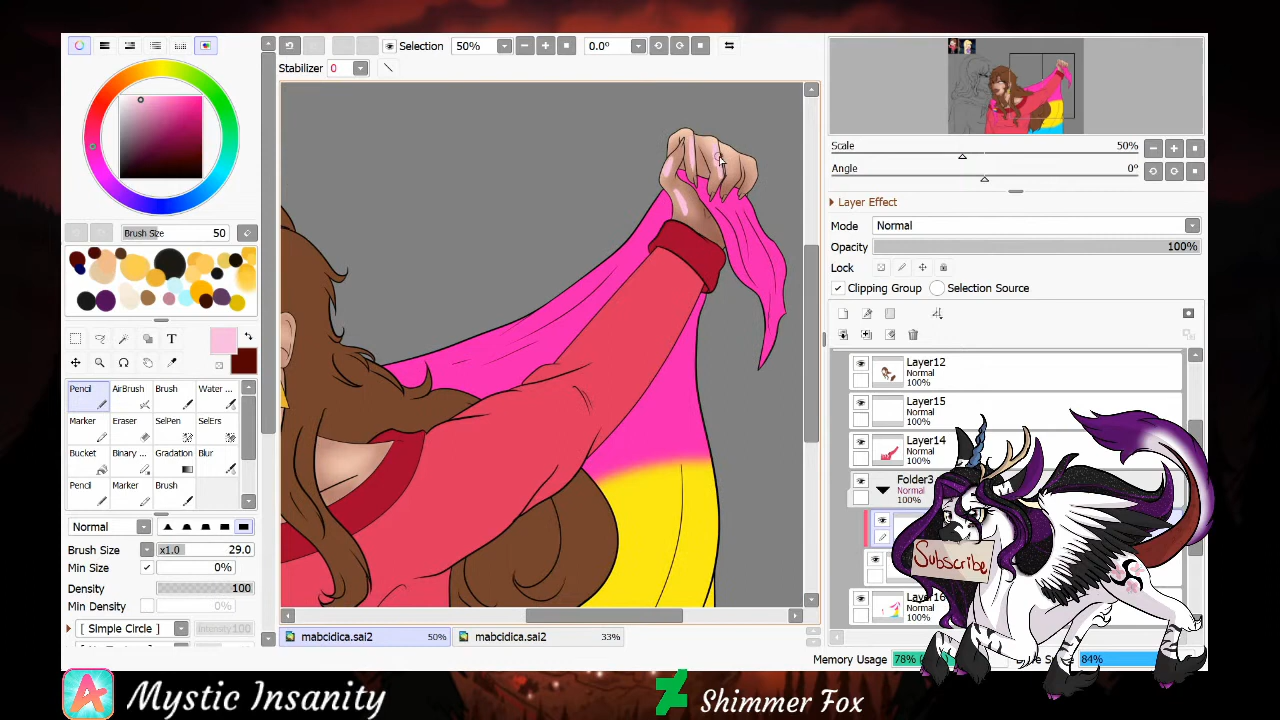 Selection
50%
0.0°
Stabilizer
0
Scale
50%
Angle
0°
Layer Effect
Mode
Normal
Opacity
100%
Lock
Clipping Group
Selection Source
Brush Size
50
T
Pencil
AirBrush
Brush
Water ...
Marker
Eraser
SelPen
SelErs
Bucket
Binary ...
Gradation
Blur
Pencil
Marker
Brush
Normal
Brush Size
x1.0
29.0
Min Size
0%
Density
100
Min Density
0%
[ Simple Circle ]
Intensity
100
Layer12
Normal
100%
Layer15
Normal
100%
Layer14
Normal
100%
Folder3
Normal
100%
Subscribe
mabcidica.sai2
50%
mabcidica.sai2
33%
Memory Usage
78%
84%
Mystic Insanity
Shimmer Fox